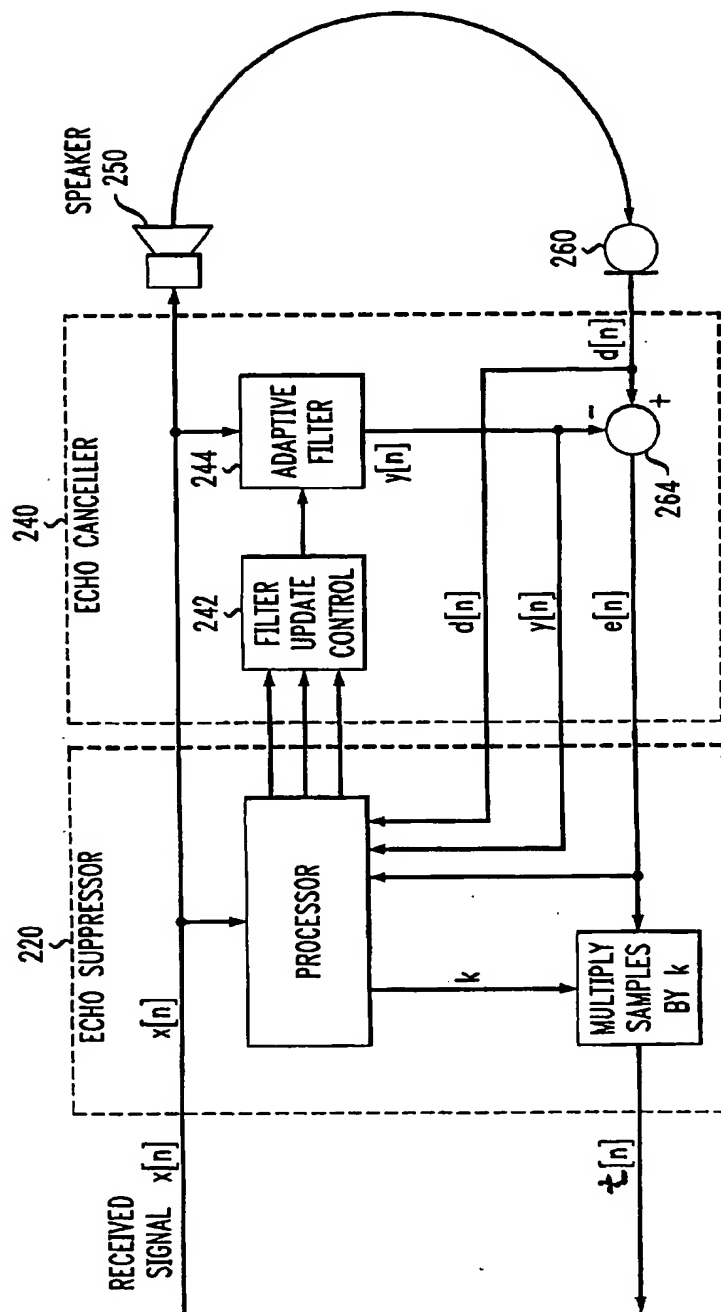 RECEIVED
SIGNAL
x[n]
220
ECHO SUPPRESSOR
x[n]
PROCESSOR
k
MULTIPLY
SAMPLES
BY k
t[n]
240
ECHO CANCELLER
242
FILTER
UPDATE
CONTROL
244
ADAPTIVE
FILTER
y[n]
d[n]
y[n]
e[n]
d[n]
-
+
264
SPEAKER
250
260